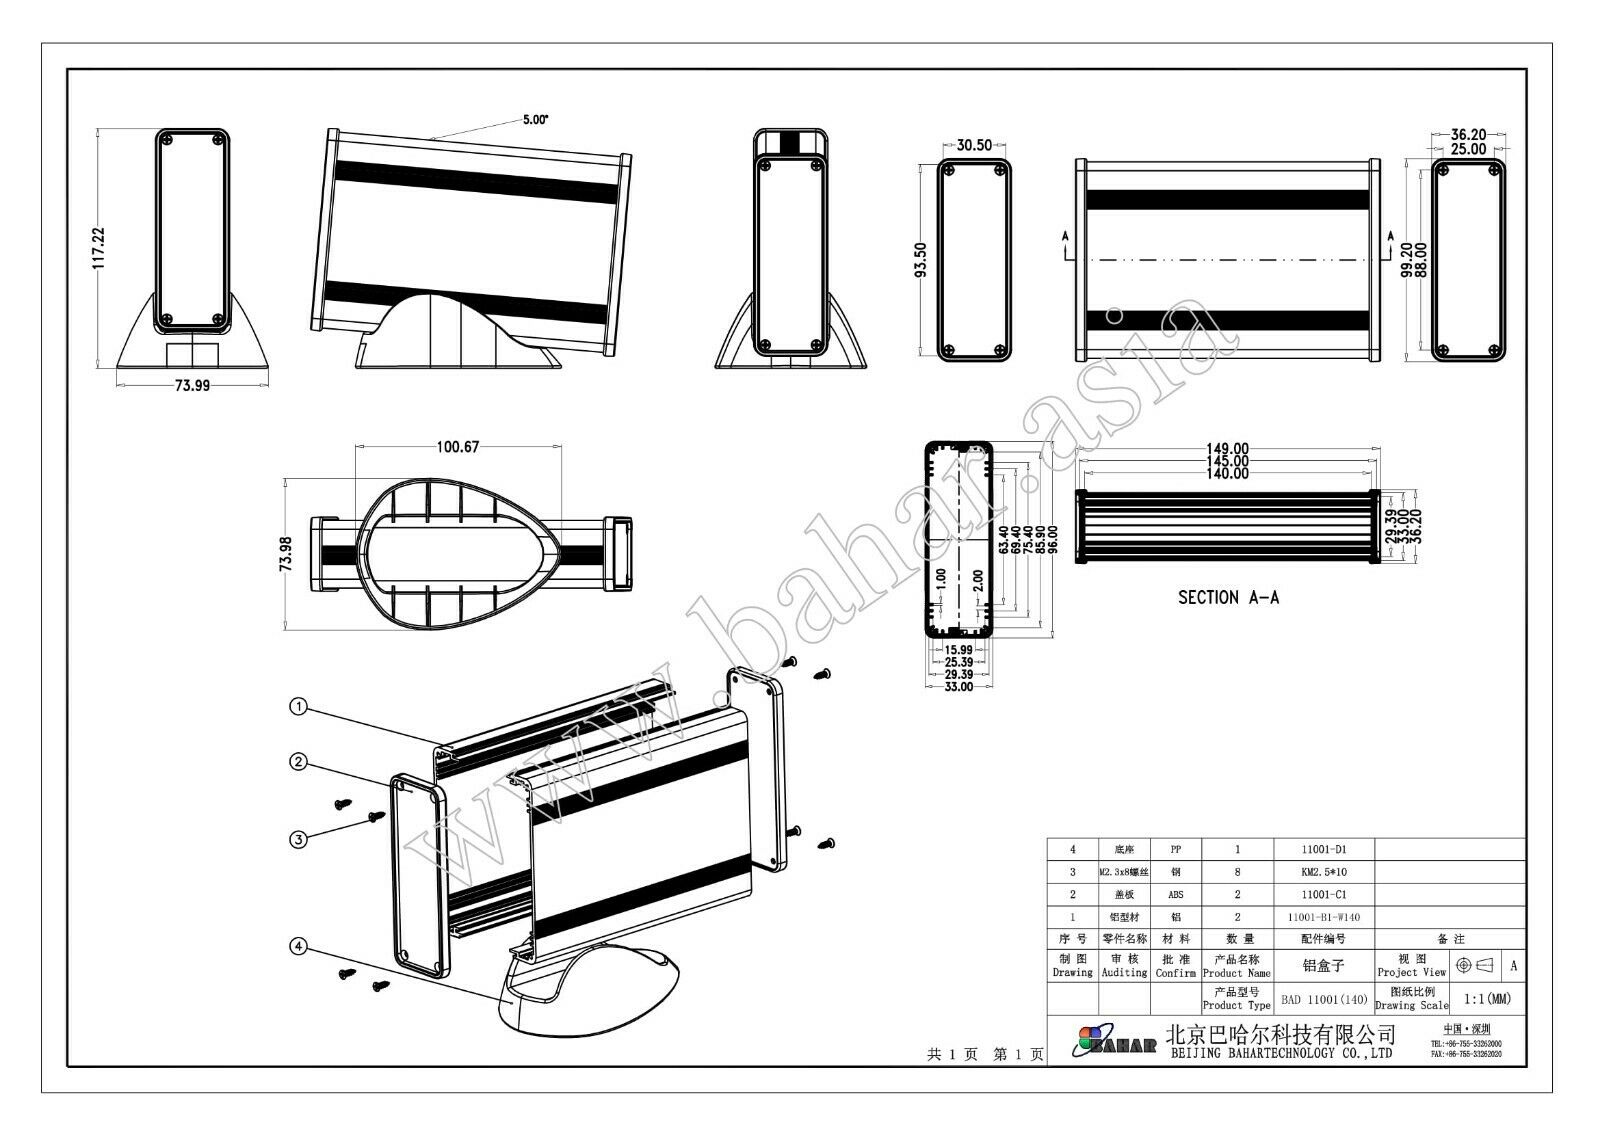 5.00°
117.22
73.99
30.50
93.50
A
A
36.20
25.00
99.20
88.00
100.67
73.98
63.40
69.40
75.40
85.90
96.00
1.00
2.00
15.99
25.39
29.39
33.00
149.00
145.00
140.00
29.39
33.00
36.20
SECTION A-A
www.bahar.asia
1
2
3
4
4 底座 PP 1 11001-D1
3 M2.3x8螺丝 钢 8 KM2.5*10
2 盖板 ABS 2 11001-C1
1 铝型材 铝 2 11001-B1-W140
序 号 零件名称 材 料 数 量 配件编号 备 注
制 图 审 核 批 准 产品名称 铝盒子 视 图 A
Drawing Auditing Confirm Product Name Project View
产品型号 BAD 11001(140) 图纸比例 1:1(MM)
Product Type Drawing Scale
BAHAR 北京巴哈尔科技有限公司 中国·深圳
BEIJING BAHARTECHNOLOGY CO.,LTD
TEL:+86-755-33262000
FAX:+86-755-33262020
共 1 页 第 1 页